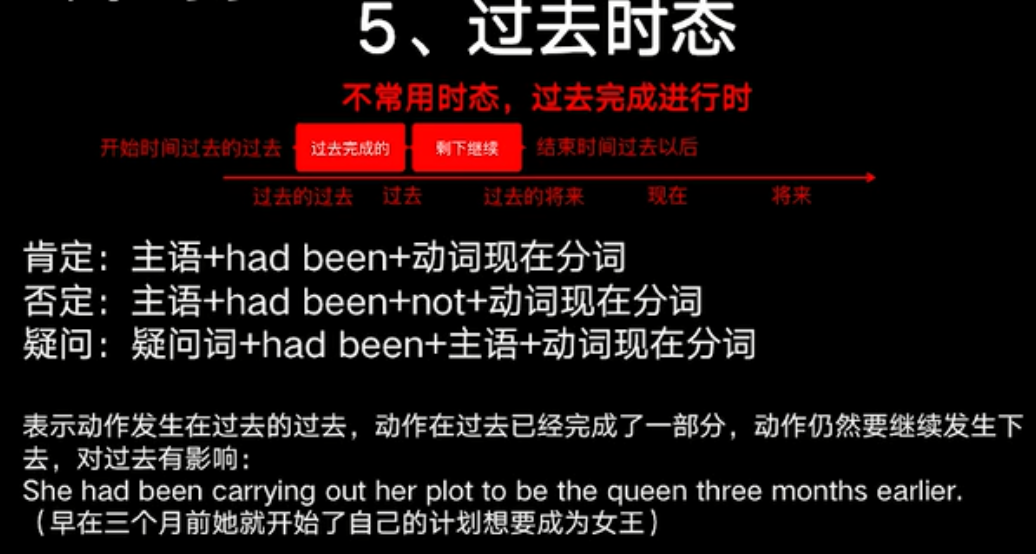 5、过去时态
不常用时态，过去完成进行时
开始时间过去的过去 过去完成的 剩下继续 结束时间过去以后
过去的过去 过去 过去的将来 现在 将来
肯定：主语+had been+动词现在分词
否定：主语+had been+not+动词现在分词
疑问：疑问词+had been+主语+动词现在分词
表示动作发生在过去的过去，动作在过去已经完成了一部分，动作仍然要继续发生下
去，对过去有影响：
She had been carrying out her plot to be the queen three months earlier.
（早在三个月前她就开始了自己的计划想要成为女王）